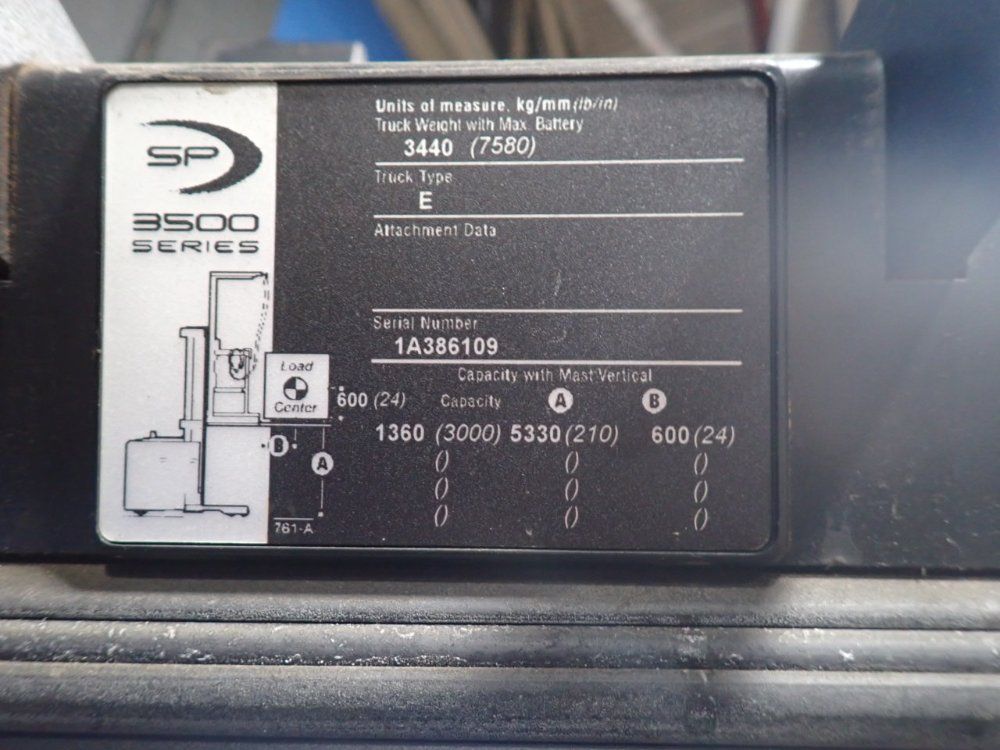 SP
3500
SERIES
Units of measure, kg/mm (lb/in)
Truck Weight with Max. Battery
3440 (7580)
Truck Type
E
Attachment Data
Serial Number
1A386109
Capacity with Mast Vertical
Load
Center
600 (24) Capacity A B
1360 (3000) 5330 (210) 600 (24)
B
A
() () ()
() () ()
() () ()
761-A